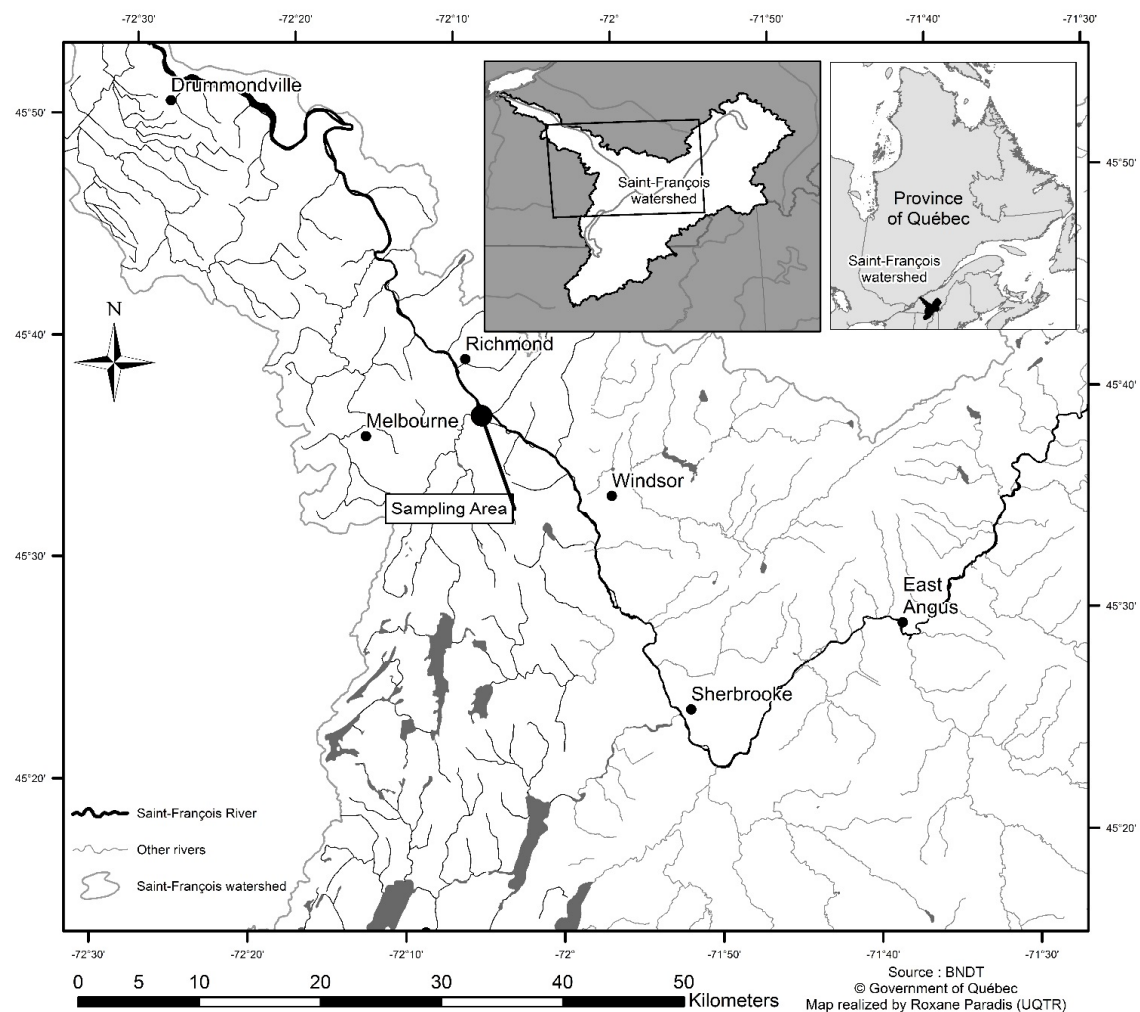 -72°30' -72°20' -72°10' -72° -71°50' -71°40' -71°30'
Drummondville
45°50'
45°50'
Saint-François
watershed
Province
of Québec
Saint-François
watershed
N
45°40'
Richmond
45°40'
Melbourne
Windsor
Sampling Area
45°30'
East
Angus
45°30'
Sherbrooke
45°20'
Saint-François River
45°20'
Other rivers
Saint-François watershed
-72°30' -72°20' -72°10' -72° -71°50' -71°40' -71°30'
0 5 10 20 30 40 50
Kilometers
Source : BNDT
© Government of Québec
Map realized by Roxane Paradis (UQTR)